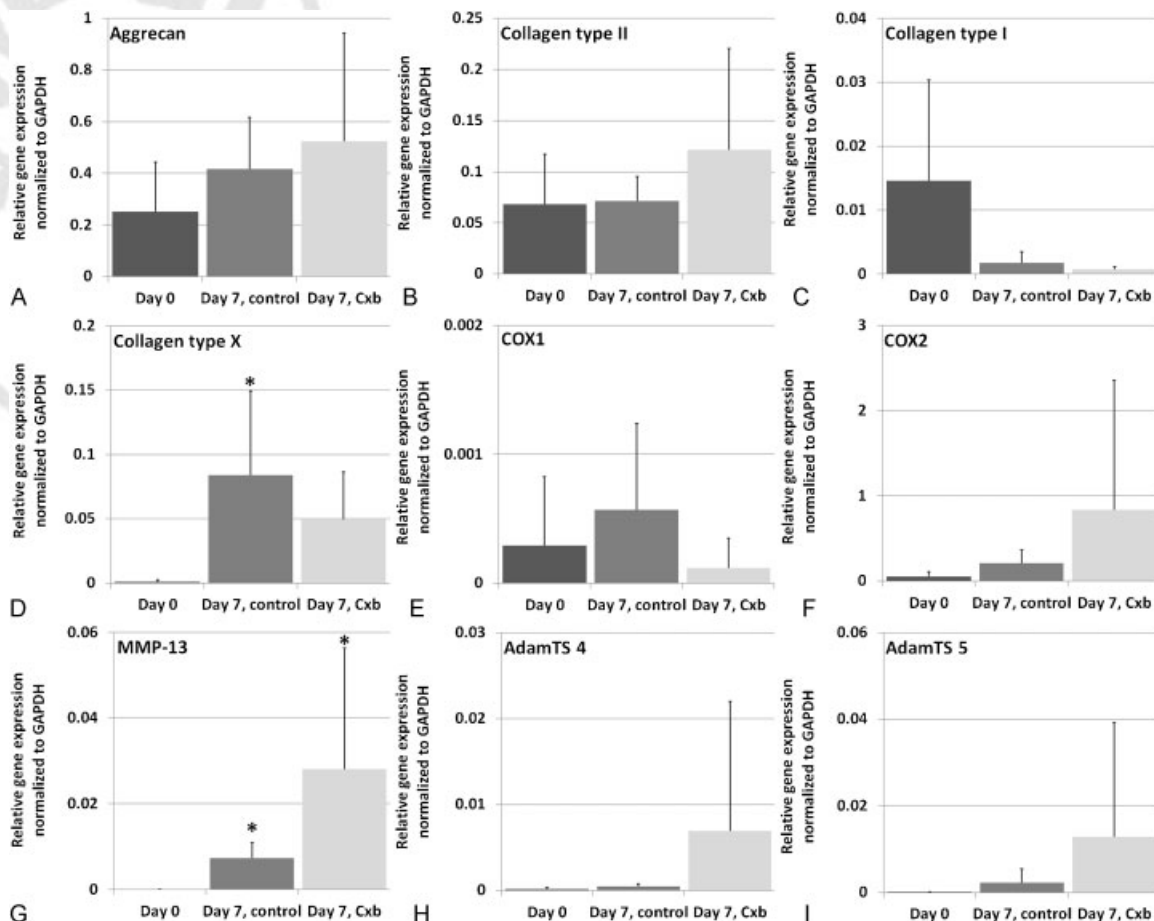 Aggrecan
Relative gene expression
normalized to GAPDH
1
0.8
0.6
0.4
0.2
0
Day 0 Day 7, control Day 7, Cxb
A
Collagen type II
Relative gene expression
normalized to GAPDH
0.25
0.2
0.15
0.1
0.05
0
Day 0 Day 7, control Day 7, Cxb
B
Collagen type I
Relative gene expression
normalized to GAPDH
0.04
0.03
0.02
0.01
0
Day 0 Day 7, control Day 7, Cxb
C
Collagen type X
Relative gene expression
normalized to GAPDH
0.2
0.15
0.1
0.05
0
*
Day 0 Day 7, control Day 7, Cxb
D
COX1
Relative gene expression
normalized to GAPDH
0.002
0.001
0
Day 0 Day 7, control Day 7, Cxb
E
COX2
Relative gene expression
normalized to GAPDH
3
2
1
0
Day 0 Day 7, control Day 7, Cxb
F
MMP-13
Relative gene expression
normalized to GAPDH
0.06
0.04
0.02
0
*
*
Day 0 Day 7, control Day 7, Cxb
G
AdamTS 4
Relative gene expression
normalized to GAPDH
0.03
0.02
0.01
0
Day 0 Day 7, control Day 7, Cxb
H
AdamTS 5
Relative gene expression
normalized to GAPDH
0.06
0.04
0.02
0
Day 0 Day 7, control Day 7, Cxb
I